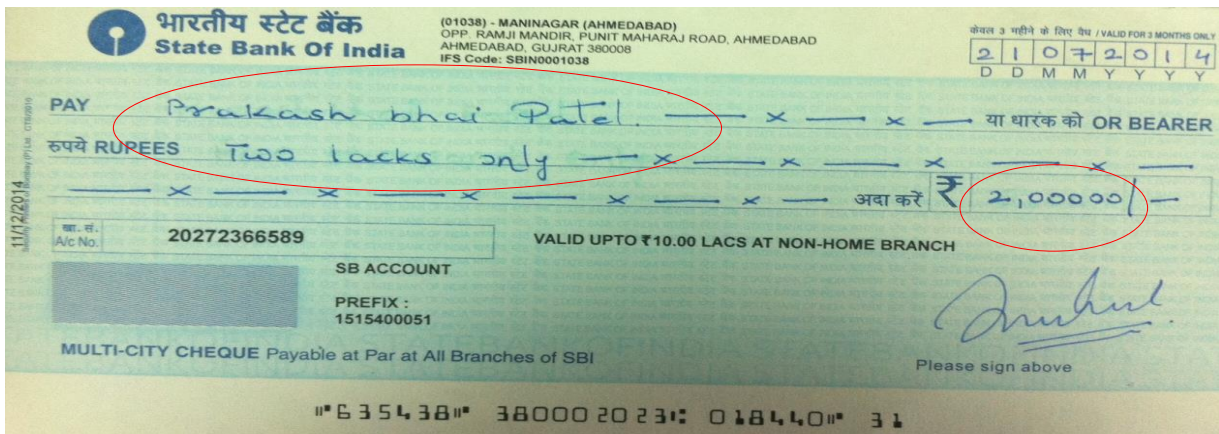 भारतीय स्टेट बैंक
State Bank Of India
(01038) - MANINAGAR (AHMEDABAD)
OPP. RAMJI MANDIR, PUNIT MAHARAJ ROAD, AHMEDABAD
AHMEDABAD, GUJRAT 380008
IFS Code: SBIN0001038
केवल 3 महीने के लिए वैध / VALID FOR 3 MONTHS ONLY
2 1 0 7 2 0 1 4
D D M M Y Y Y Y
PAY Prakash bhai Patel. — x — x — या धारक को OR BEARER
रुपये RUPEES Two lacks only — x — x — x — x —
— x — x — x — x — x — अदा करें ₹ 2,00000/-
11/12/2014
खा. सं.
A/c No. 20272366589
VALID UPTO ₹10.00 LACS AT NON-HOME BRANCH
SB ACCOUNT
PREFIX :
1515400051
MULTI-CITY CHEQUE Payable at Par at All Branches of SBI
Please sign above
⑈635438⑈ 380002023⑆ 018440⑈ 31